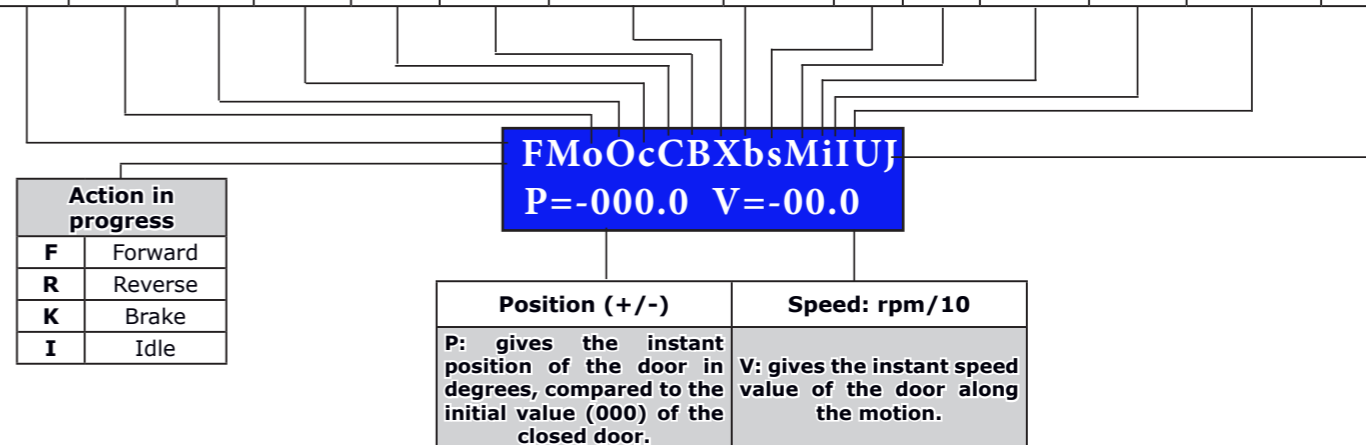 FMoOcCBXbsMiIUJ
P=-000.0 V=-00.0
Action in
progress
F Forward
R Reverse
K Brake
I Idle
Position (+/-) Speed: rpm/10
P: gives the instant
position of the door in
degrees, compared to the
initial value (000) of the
closed door.
V: gives the instant speed
value of the door along
the motion.